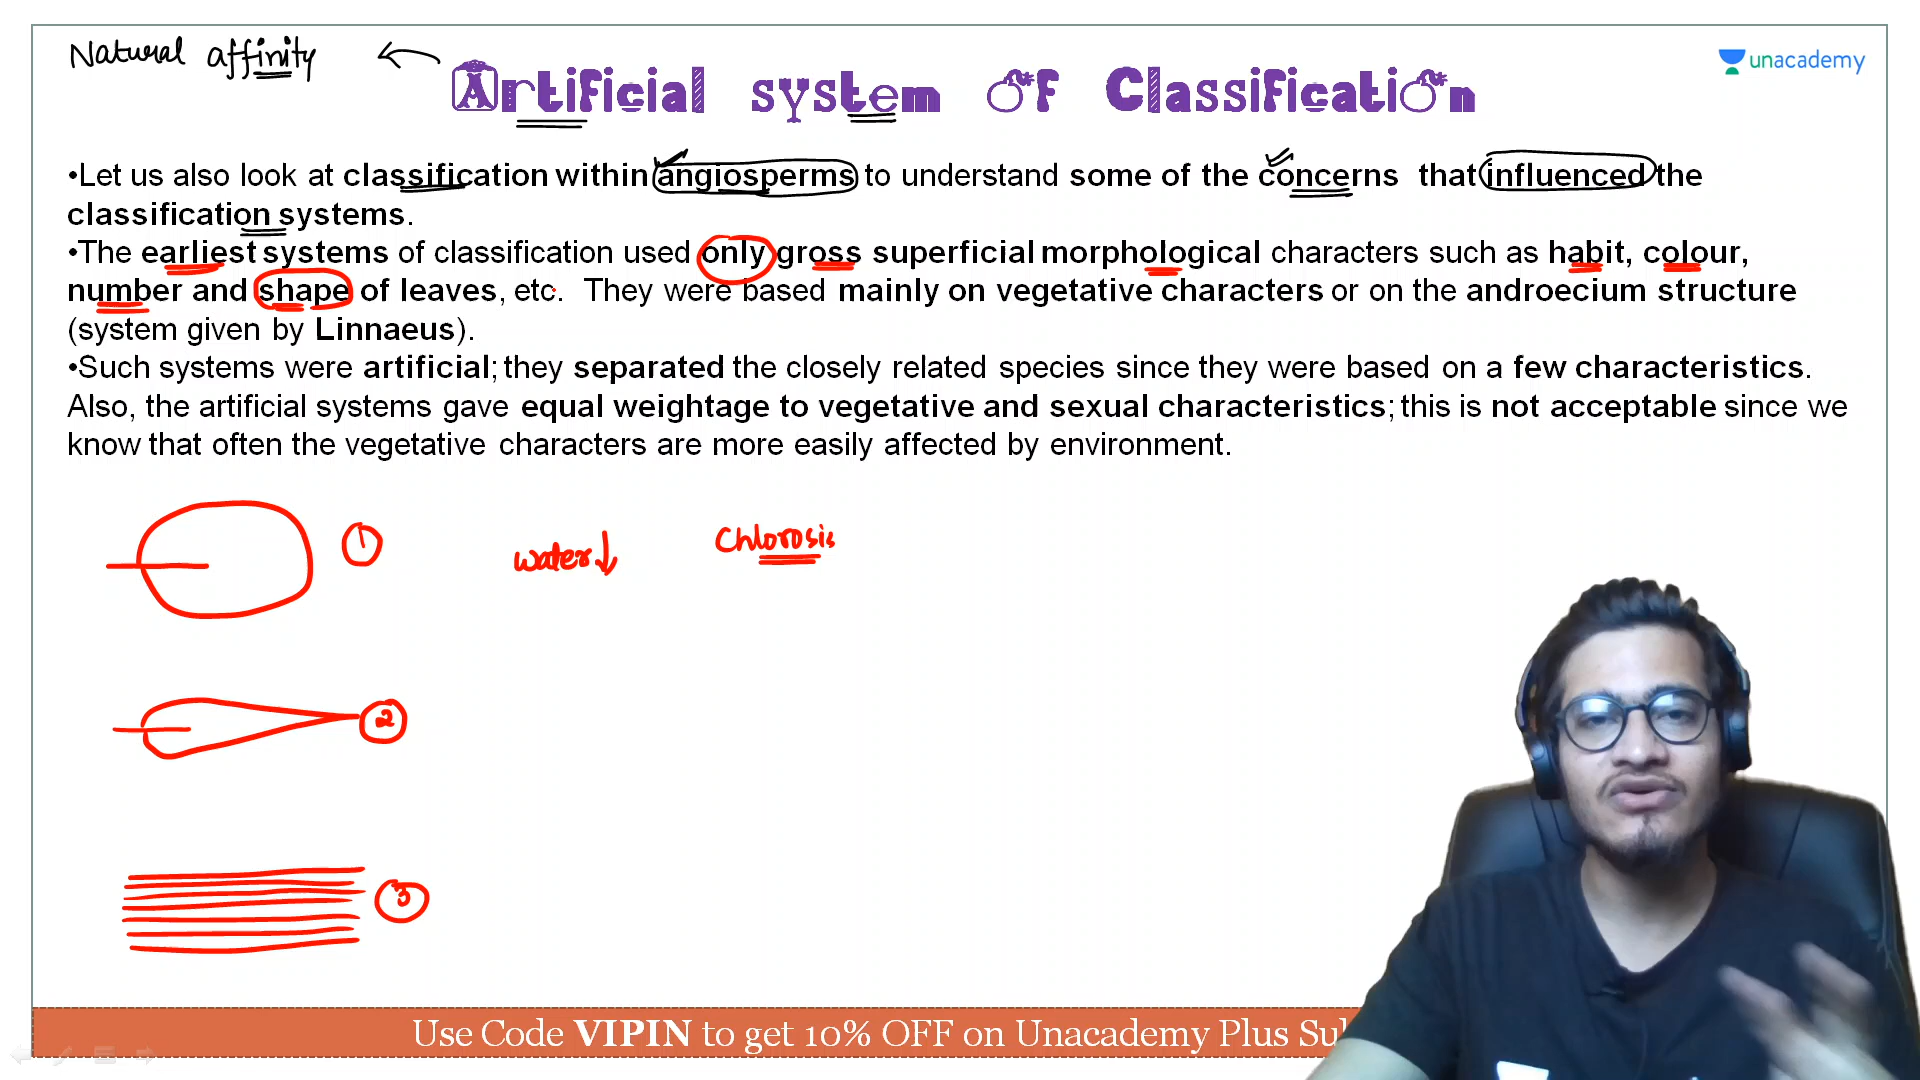 Natural affinity
Artificial system of Classification
unacademy
•Let us also look at classification within angiosperms to understand some of the concerns that influenced the
classification systems.
•The earliest systems of classification used only gross superficial morphological characters such as habit, colour,
number and shape of leaves, etc. They were based mainly on vegetative characters or on the androecium structure
(system given by Linnaeus).
•Such systems were artificial; they separated the closely related species since they were based on a few characteristics.
Also, the artificial systems gave equal weightage to vegetative and sexual characteristics; this is not acceptable since we
know that often the vegetative characters are more easily affected by environment.
1
water↓
Chlorosis
2
3
Use Code VIPIN to get 10% OFF on Unacademy Plus